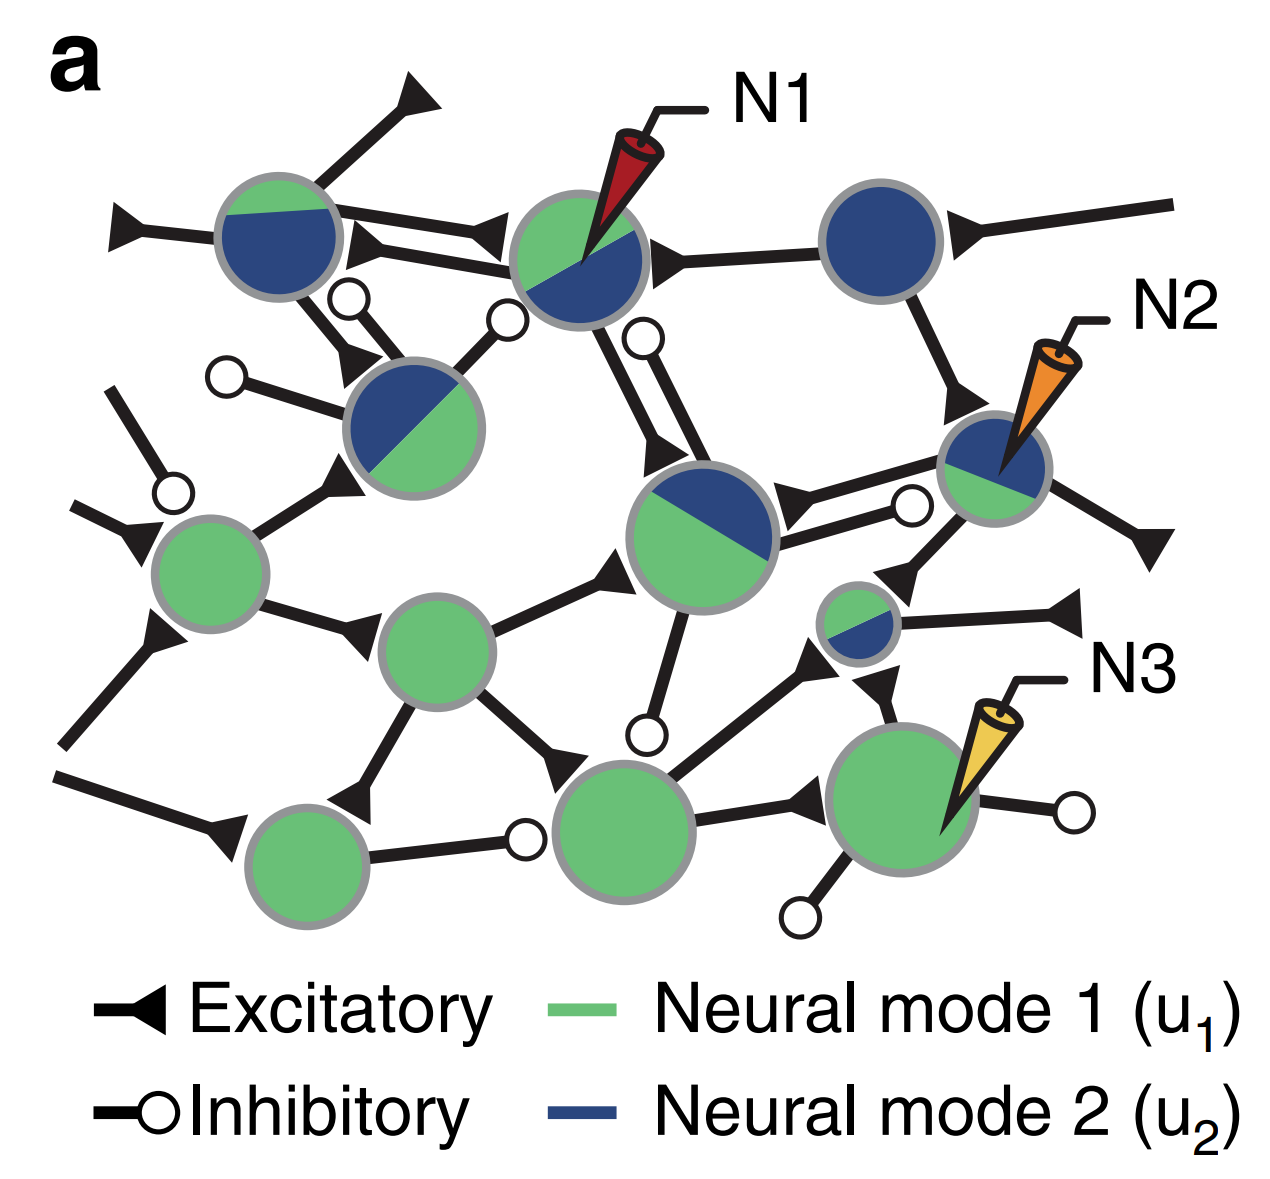 a
N1
N2
N3
Excitatory
Neural mode 1 (u₁)
Inhibitory
Neural mode 2 (u₂)